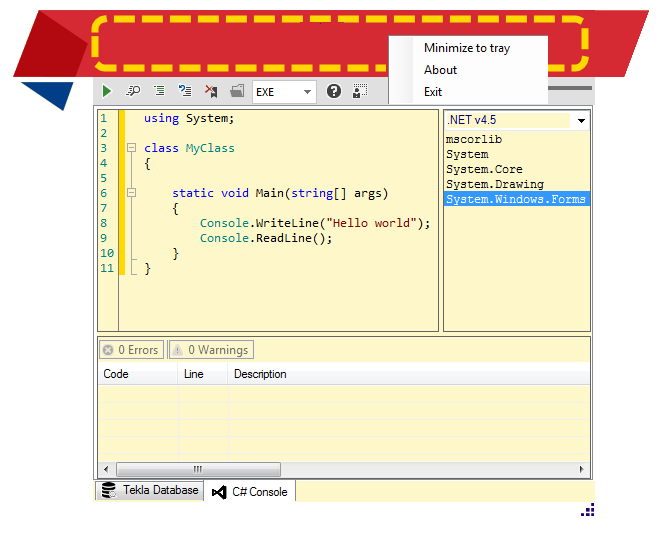 Minimize to tray
About
Exit
EXE
1 using System;
2
3 class MyClass
4 {
5
6 static void Main(string[] args)
7 {
8 Console.WriteLine("Hello world");
9 Console.ReadLine();
10 }
11 }
.NET v4.5
mscorlib
System
System.Core
System.Drawing
System.Windows.Forms
0 Errors 0 Warnings
Code Line Description
Tekla Database C# Console